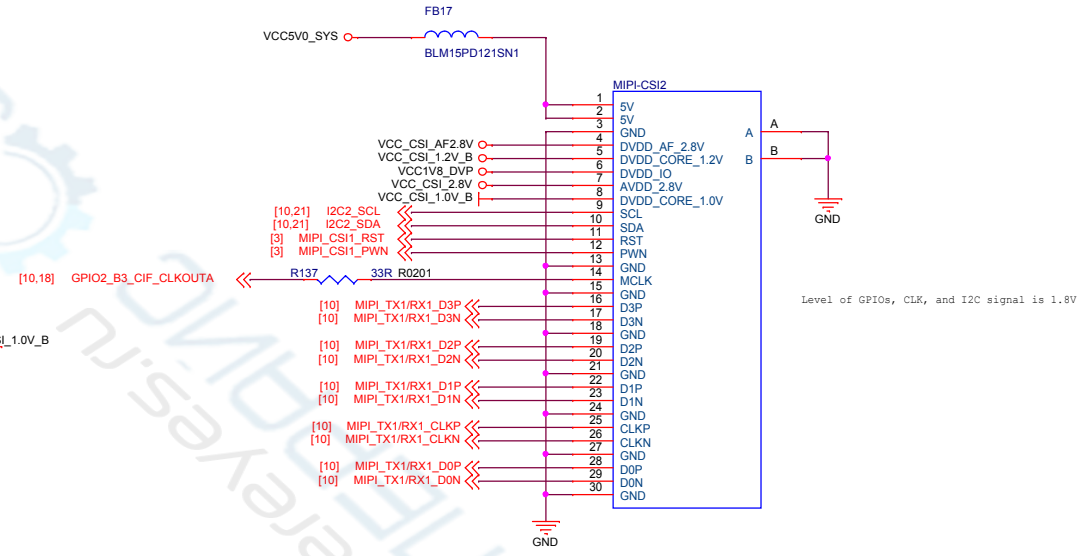 FB17
VCC5V0_SYS
BLM15PD121SN1
MIPI-CSI2
1 5V
2 5V
3 GND
VCC_CSI_AF2.8V 4 DVDD_AF_2.8V
VCC_CSI_1.2V_B 5 DVDD_CORE_1.2V
VCC1V8_DVP 6 DVDD_IO
VCC_CSI_2.8V 7 AVDD_2.8V
VCC_CSI_1.0V_B 8 DVDD_CORE_1.0V
[10,21] I2C2_SCL 9 SCL
[10,21] I2C2_SDA 10 SDA
[3] MIPI_CSI1_RST 11 RST
[3] MIPI_CSI1_PWN 12 PWN
13 GND
[10,18] GPIO2_B3_CIF_CLKOUTA R137 33R R0201 14 MCLK
15 GND
[10] MIPI_TX1/RX1_D3P 16 D3P
[10] MIPI_TX1/RX1_D3N 17 D3N
18 GND
[10] MIPI_TX1/RX1_D2P 19 D2P
[10] MIPI_TX1/RX1_D2N 20 D2N
21 GND
[10] MIPI_TX1/RX1_D1P 22 D1P
[10] MIPI_TX1/RX1_D1N 23 D1N
24 GND
[10] MIPI_TX1/RX1_CLKP 25 CLKP
[10] MIPI_TX1/RX1_CLKN 26 CLKN
27 GND
[10] MIPI_TX1/RX1_D0P 28 D0P
[10] MIPI_TX1/RX1_D0N 29 D0N
30 GND
GND
A A
B B
GND
Level of GPIOs, CLK, and I2C signal is 1.8V
I_1.0V_B